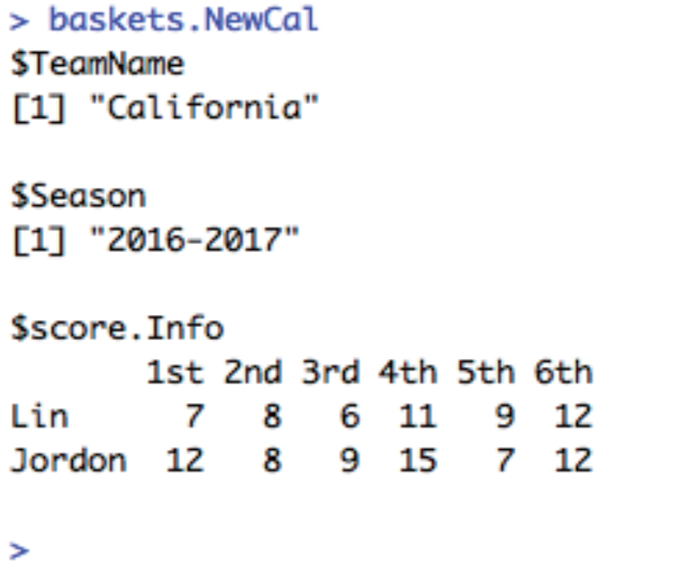 > baskets.NewCal
$TeamName
[1] "California"
$Season
[1] "2016-2017"
$score.Info
1st 2nd 3rd 4th 5th 6th
Lin 7 8 6 11 9 12
Jordon 12 8 9 15 7 12
>